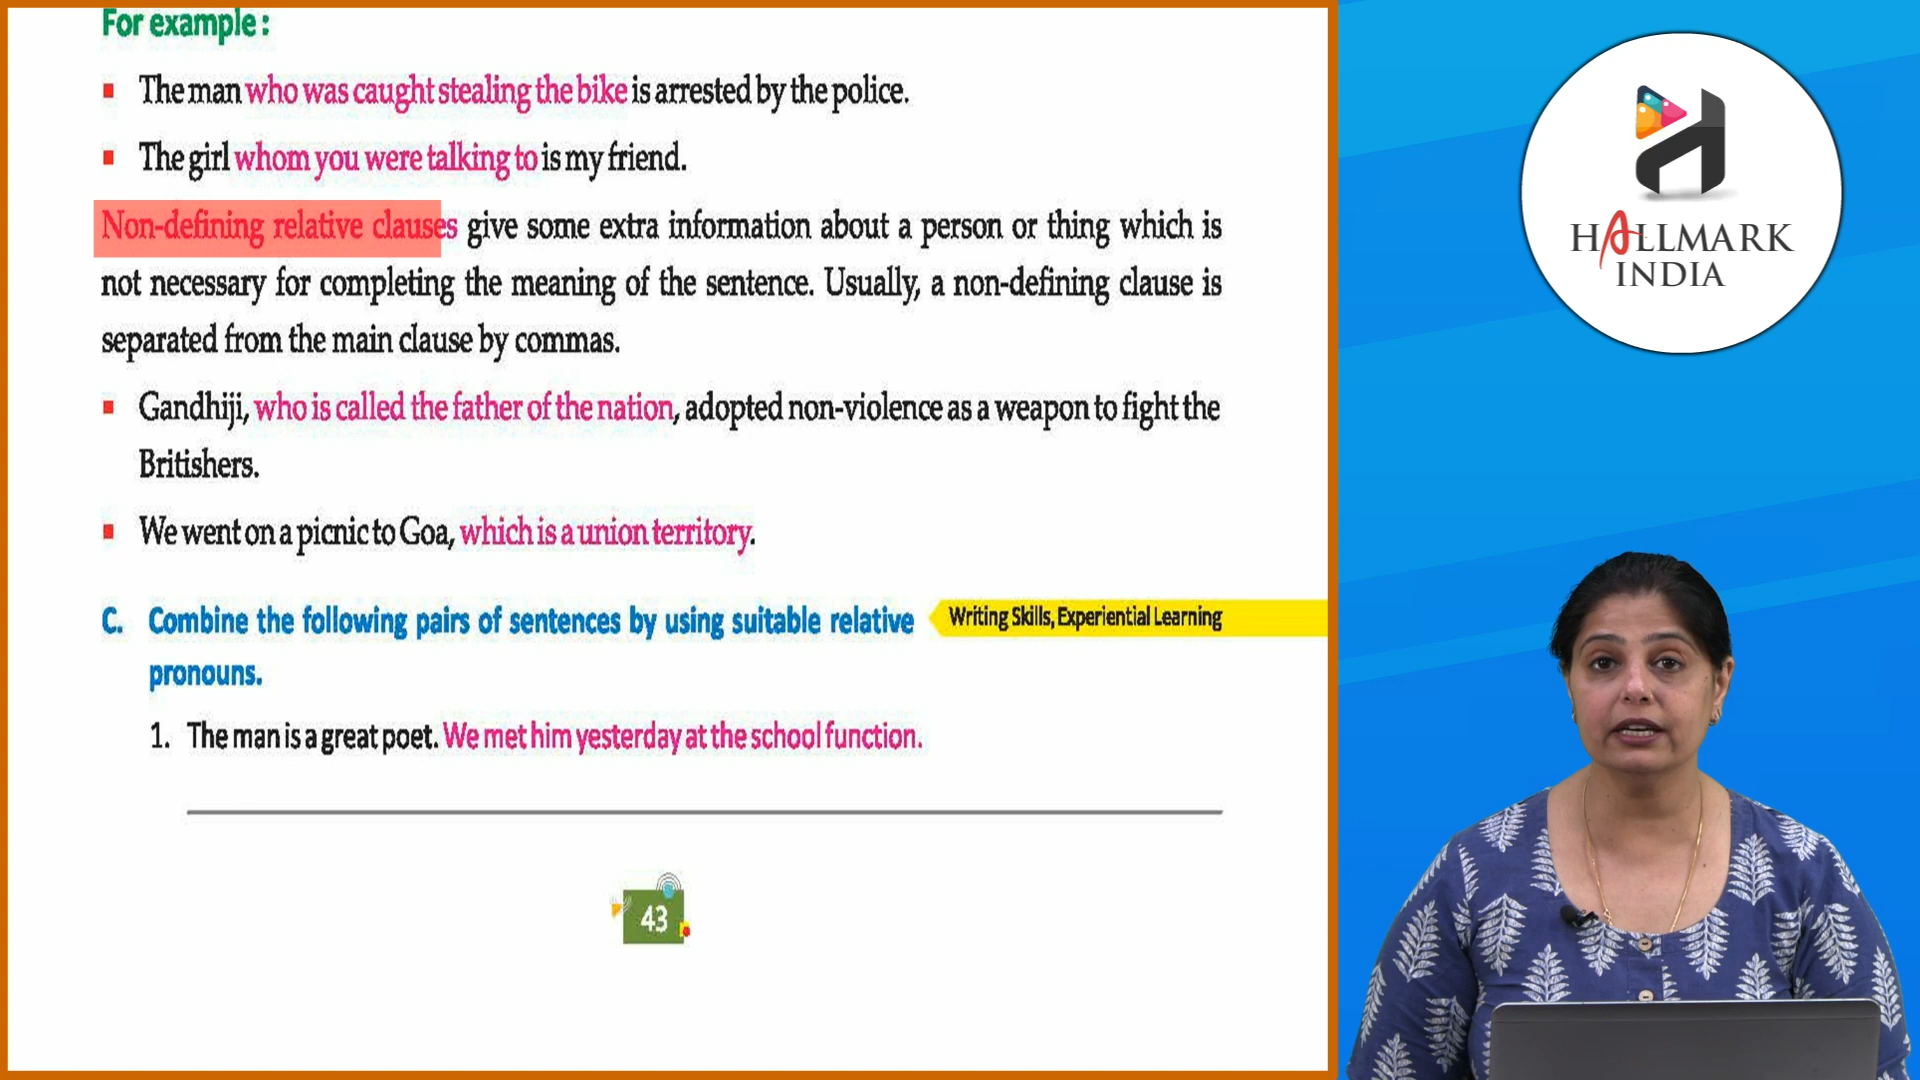 For example :
▪ The man who was caught stealing the bike is arrested by the police.
▪ The girl whom you were talking to is my friend.
Non-defining relative clauses give some extra information about a person or thing which is
not necessary for completing the meaning of the sentence. Usually, a non-defining clause is
separated from the main clause by commas.
▪ Gandhiji, who is called the father of the nation, adopted non-violence as a weapon to fight the
Britishers.
▪ We went on a picnic to Goa, which is a union territory.
C. Combine the following pairs of sentences by using suitable relative
pronouns.
Writing Skills, Experiential Learning
1. The man is a great poet. We met him yesterday at the school function.
43
HALLMARK
INDIA